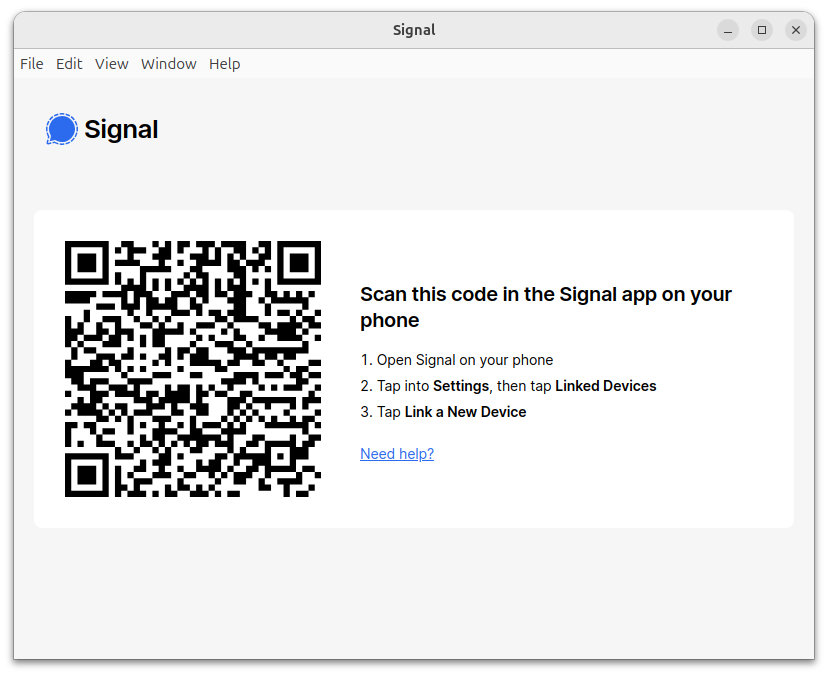 Signal
File Edit View Window Help
Signal
Scan this code in the Signal app on your
phone
1. Open Signal on your phone
2. Tap into Settings, then tap Linked Devices
3. Tap Link a New Device
Need help?